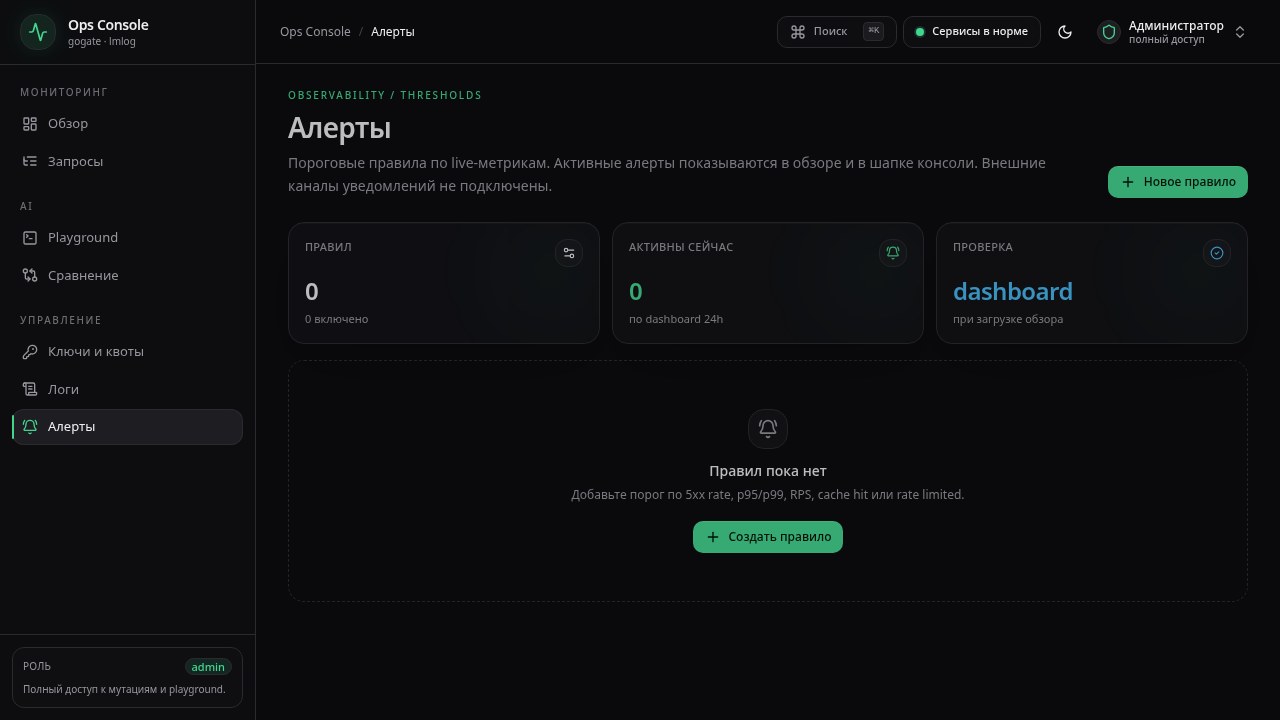 Ops Console
gogate · lmlog
МОНИТОРИНГ
Обзор
Запросы
AI
Playground
Сравнение
УПРАВЛЕНИЕ
Ключи и квоты
Логи
Алерты
РОЛЬ
admin
Полный доступ к мутациям и playground.
Ops Console / Алерты
Поиск
⌘K
Сервисы в норме
Администратор
полный доступ
OBSERVABILITY / THRESHOLDS
Алерты
Пороговые правила по live-метрикам. Активные алерты показываются в обзоре и в шапке консоли. Внешние
каналы уведомлений не подключены.
Новое правило
ПРАВИЛ
0
0 включено
АКТИВНЫ СЕЙЧАС
0
по dashboard 24h
ПРОВЕРКА
dashboard
при загрузке обзора
Правил пока нет
Добавьте порог по 5xx rate, p95/p99, RPS, cache hit или rate limited.
Создать правило